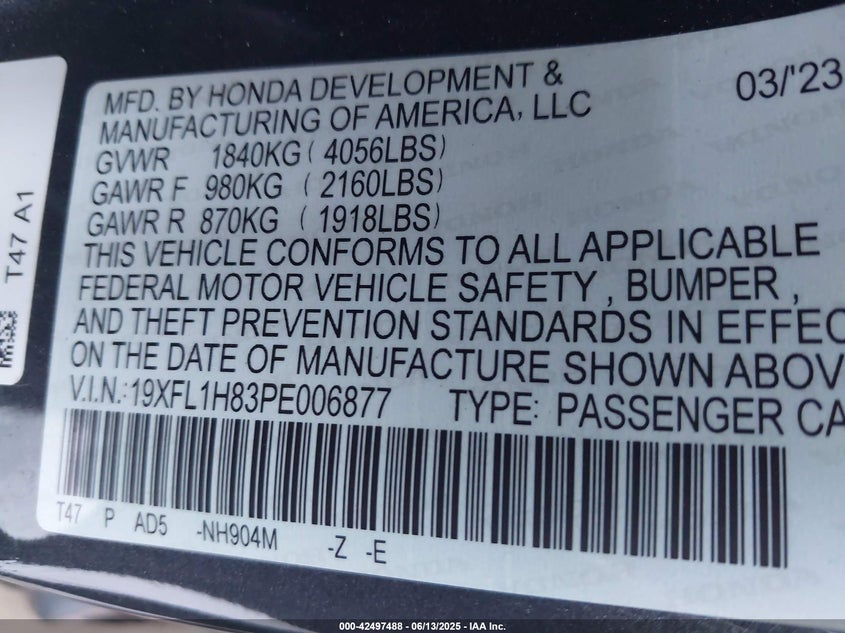 MFD. BY HONDA DEVELOPMENT & 03/'23
MANUFACTURING OF AMERICA, LLC
GVWR 1840KG ( 4056LBS)
GAWR F 980KG ( 2160LBS)
GAWR R 870KG ( 1918LBS)
THIS VEHICLE CONFORMS TO ALL APPLICABLE
FEDERAL MOTOR VEHICLE SAFETY , BUMPER ,
AND THEFT PREVENTION STANDARDS IN EFFEC
ON THE DATE OF MANUFACTURE SHOWN ABOV
V.I.N.: 19XFL1H83PE006877 TYPE: PASSENGER CA
T47 P AD5 -NH904M -Z -E
T47 A1
HONDA
000-42497488 - 06/13/2025 - IAA Inc.